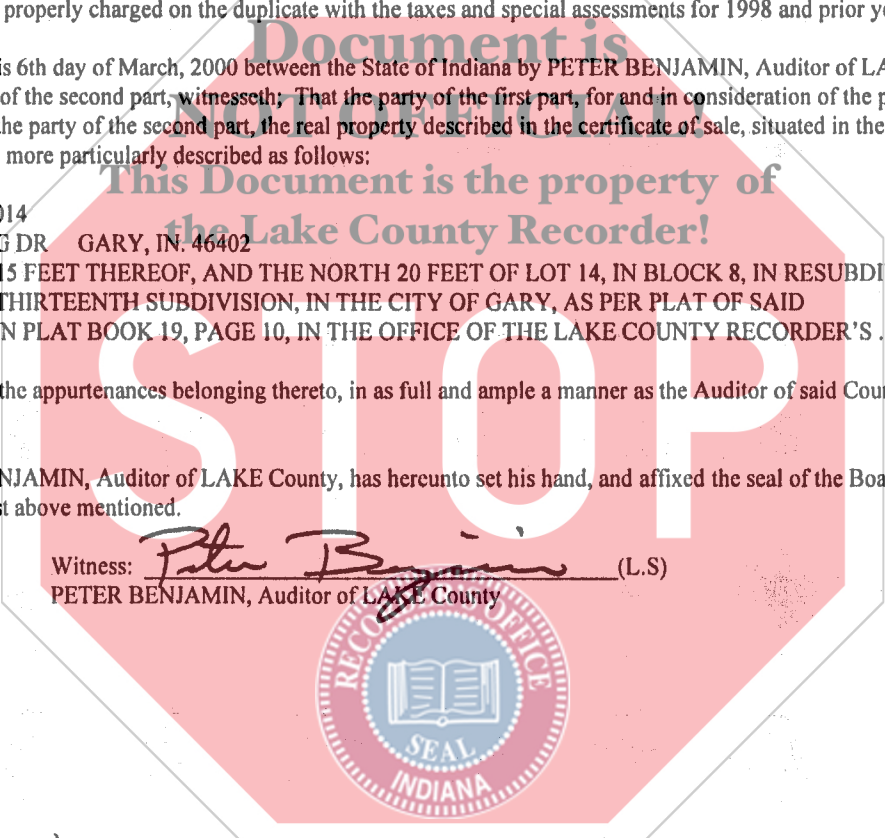 properly charged on the duplicate with the taxes and special assessments for 1998 and prior
Document is
is 6th day of March, 2000 between the State of Indiana by PETER BENJAMIN, Auditor of
of the second part, witnesseth; That the party of the first part, for and in consideration of the
NOT OFFICIAL!
the party of the second part, the real property described in the certificate of sale, situated in the
more particularly described as follows:
This Document is the property of
014
the Lake County Recorder!
DR GARY, IN. 46402
15 FEET THEREOF, AND THE NORTH 20 FEET OF LOT 14, IN BLOCK 8, IN
THIRTEENTH SUBDIVISION, IN THE CITY OF GARY, AS PER PLAT OF SAID
N PLAT BOOK 19, PAGE 10, IN THE OFFICE OF THE LAKE COUNTY RECORDER'S .
STOP
the appurtenances belonging thereto, in as full and ample a manner as the Auditor of said
NJAMIN, Auditor of LAKE County, has hereunto set his hand, and affixed the seal of the
t above mentioned.
Witness: Peter Benjamin (L.S)
PETER BENJAMIN, Auditor of LAKE County
RECORDER'S OFFICE
SEAL
INDIANA